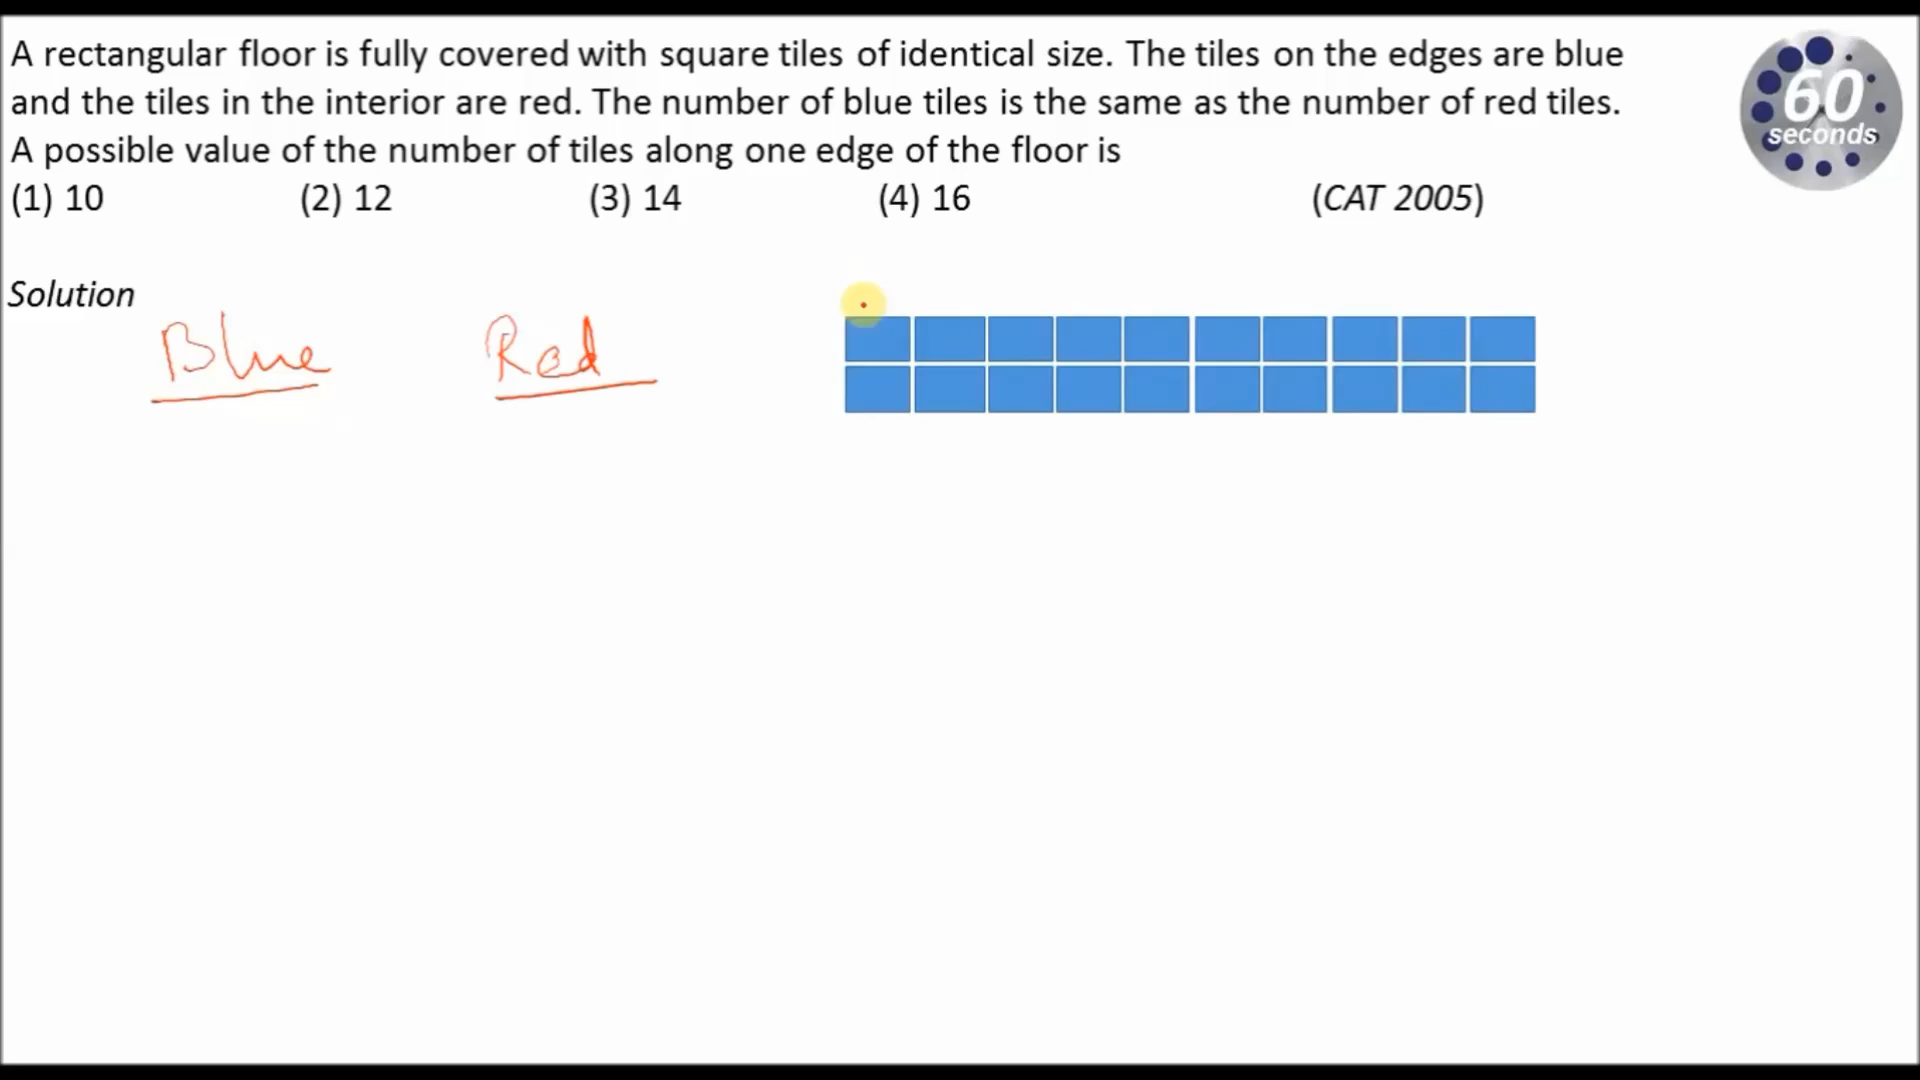 A rectangular floor is fully covered with square tiles of identical size. The tiles on the edges are blue
and the tiles in the interior are red. The number of blue tiles is the same as the number of red tiles.
A possible value of the number of tiles along one edge of the floor is
(1) 10 (2) 12 (3) 14 (4) 16 (CAT 2005)
60
seconds
Solution
Blue Red